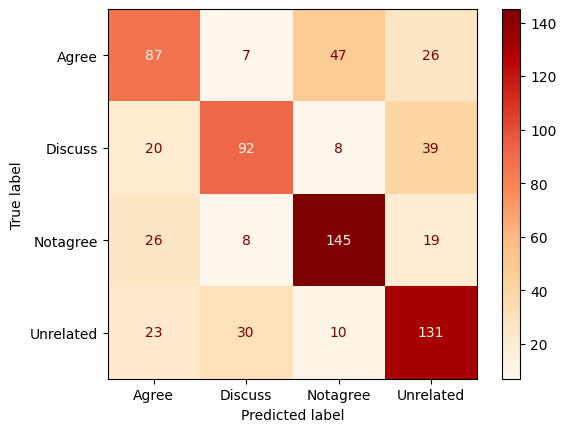 Agree 87 7 47 26
Discuss 20 92 8 39
Notagree 26 8 145 19
Unrelated 23 30 10 131
Agree Discuss Notagree Unrelated
Predicted label
True label
140
120
100
80
60
40
20